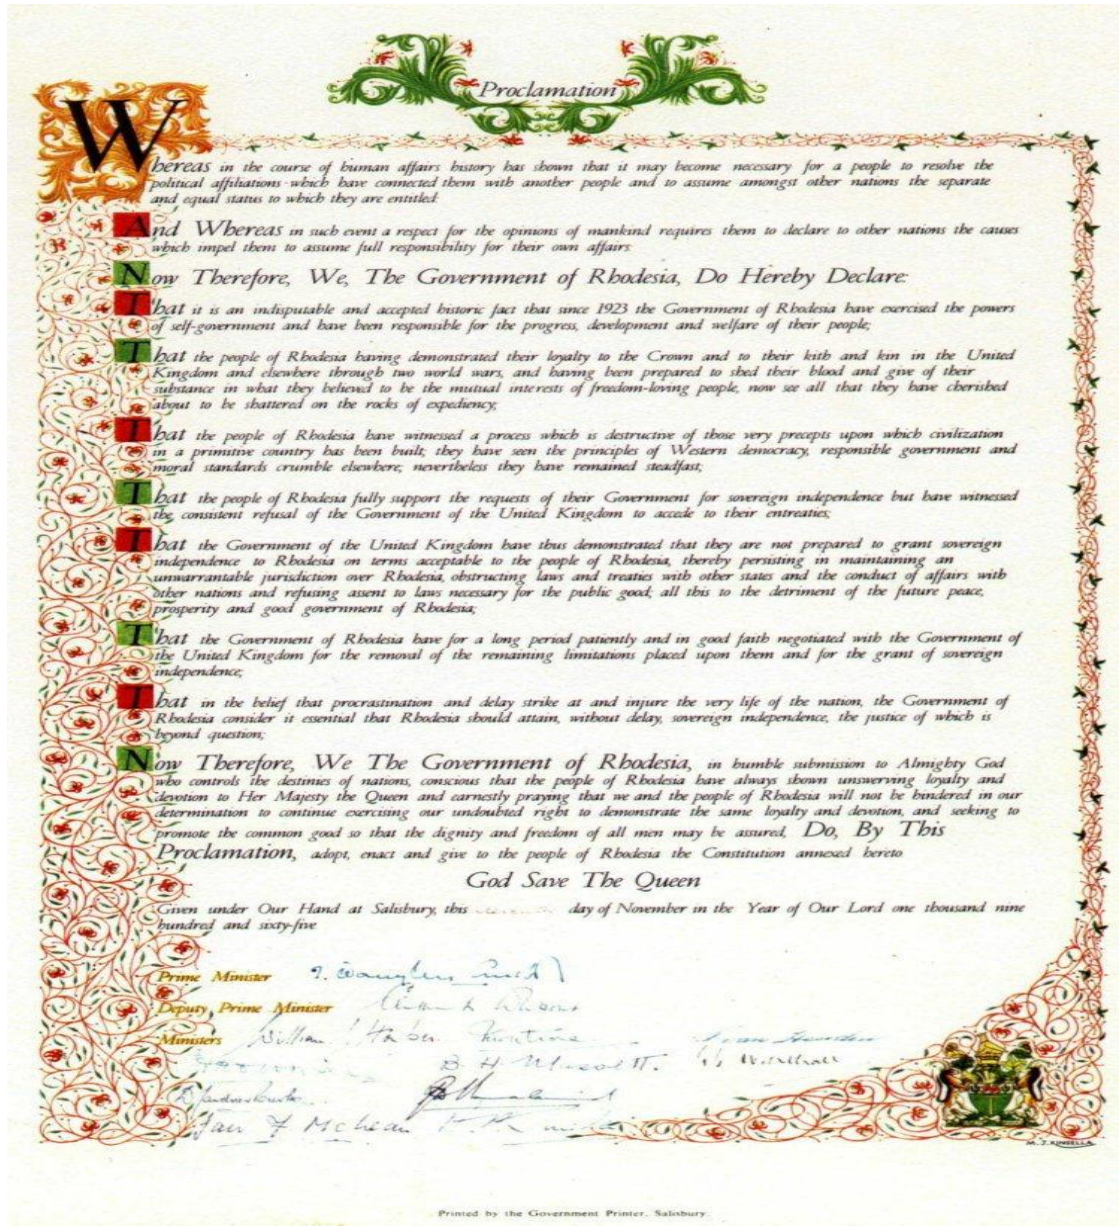 Proclamation
Whereas in the course of human affairs history has shown that it may become necessary for a people to resolve the
political affiliations which have connected them with another people and to assume amongst other nations the separate
and equal status to which they are entitled:
And Whereas in such event a respect for the opinions of mankind requires them to declare to other nations the causes
which impel them to assume full responsibility for their own affairs:
Now Therefore, We, The Government of Rhodesia, Do Hereby Declare:
That it is an indisputable and accepted historic fact that since 1923 the Government of Rhodesia have exercised the powers
of self-government and have been responsible for the progress, development and welfare of their people;
That the people of Rhodesia having demonstrated their loyalty to the Crown and to their kith and kin in the United
Kingdom and elsewhere through two world wars, and having been prepared to shed their blood and give of their
substance in what they believed to be the mutual interests of freedom-loving people, now see all that they have cherished
about to be shattered on the rocks of expediency;
That the people of Rhodesia have witnessed a process which is destructive of those very precepts upon which civilization
in a primitive country has been built; they have seen the principles of Western democracy, responsible government and
moral standards crumble elsewhere; nevertheless they have remained steadfast;
That the people of Rhodesia fully support the requests of their Government for sovereign independence but have witnessed
the consistent refusal of the Government of the United Kingdom to accede to their entreaties;
That the Government of the United Kingdom have thus demonstrated that they are not prepared to grant sovereign
independence to Rhodesia on terms acceptable to the people of Rhodesia, thereby persisting in maintaining an
unwarrantable jurisdiction over Rhodesia, obstructing laws and treaties with other states and the conduct of affairs with
other nations and refusing assent to laws necessary for the public good; all this to the detriment of the future peace,
prosperity and good government of Rhodesia;
That the Government of Rhodesia have for a long period patiently and in good faith negotiated with the Government of
the United Kingdom for the removal of the remaining limitations placed upon them and for the grant of sovereign
independence;
That in the belief that procrastination and delay strike at and injure the very life of the nation, the Government of
Rhodesia consider it essential that Rhodesia should attain, without delay, sovereign independence, the justice of which is
beyond question;
Now Therefore, We The Government of Rhodesia, in humble submission to Almighty God
who controls the destinies of nations, conscious that the people of Rhodesia have always shown unswerving loyalty and
devotion to Her Majesty the Queen and earnestly praying that we and the people of Rhodesia will not be hindered in our
determination to continue exercising our undoubted right to demonstrate the same loyalty and devotion, and seeking to
promote the common good so that the dignity and freedom of all men may be assured, Do, By This
Proclamation, adopt, enact and give to the people of Rhodesia the Constitution annexed hereto
God Save The Queen
Given under Our Hand at Salisbury, this day of November in the Year of Our Lord one thousand nine
hundred and sixty-five
Prime Minister
Deputy Prime Minister
Ministers William Harper
B. H. Mussett.
Ian F McLean
M. J. KINSELLA
Printed by the Government Printer, Salisbury.